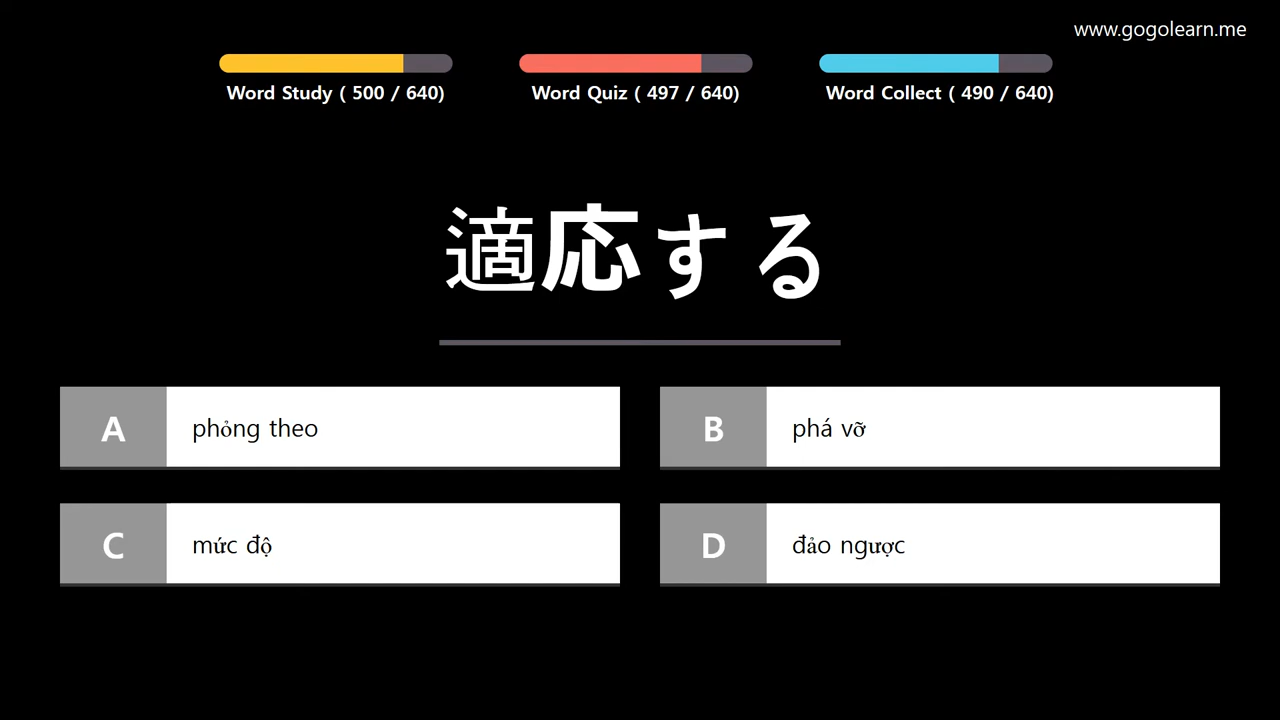 www.gogolearn.me
Word Study ( 500 / 640)
Word Quiz ( 497 / 640)
Word Collect ( 490 / 640)
適応する
A phỏng theo
B phá vỡ
C mức độ
D đảo ngược